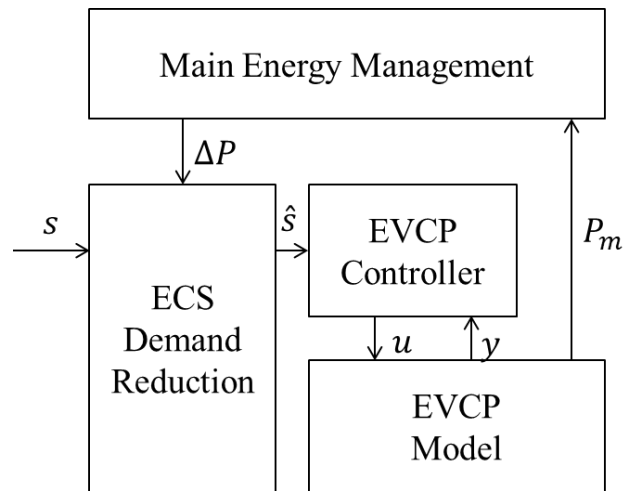 Main Energy Management
ΔP
s
ŝ
EVCP
Controller
P_m
ECS
Demand
Reduction
u
y
EVCP
Model